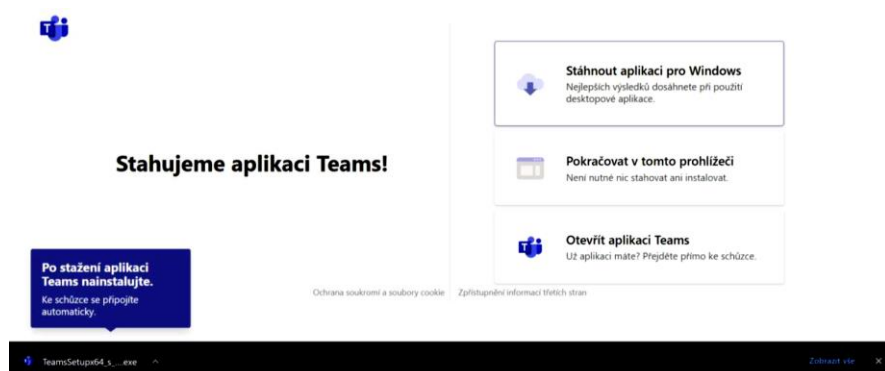 Stáhnout aplikaci pro Windows
Nejlepších výsledků dosáhnete při použití
desktopové aplikace.
Stahujeme aplikaci Teams!
Pokračovat v tomto prohlížeči
Není nutné nic stahovat ani instalovat.
Otevřít aplikaci Teams
Už aplikaci máte? Přejděte přímo ke schůzce.
Po stažení aplikaci
Teams nainstalujte.
Ke schůzce se připojíte
automaticky.
Ochrana soukromí a soubory cookie
Zpřístupnění informací třetích stran
TeamsSetupx64_s_....exe
Zobrazit vše